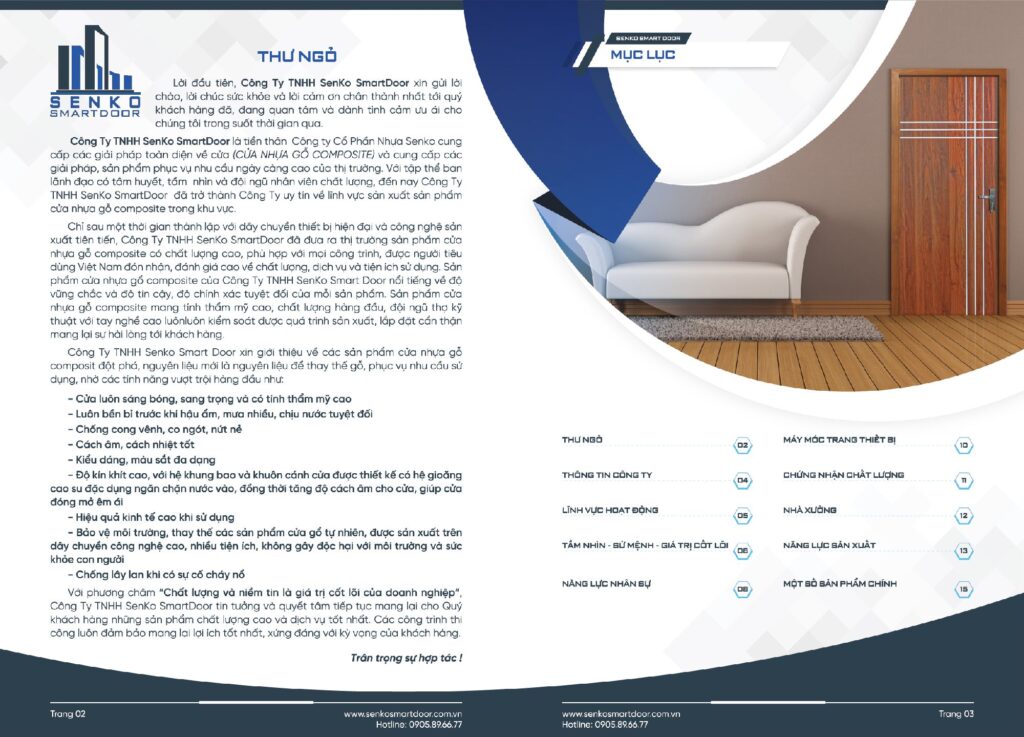 SENKO
SMARTDOOR
THƯ NGỎ
Lời đầu tiên, Công Ty TNHH SenKo SmartDoor xin gửi lời
chào, lời chúc sức khỏe và lời cảm ơn chân thành nhất tới quý
khách hàng đã, đang quan tâm và dành tình cảm ưu ái cho
chúng tôi trong suốt thời gian qua.
Công Ty TNHH SenKo SmartDoor là tiền thân Công ty Cổ Phần Nhựa Senko cung
cấp các giải pháp toàn diện về cửa (CỬA NHỰA GỖ COMPOSITE) và cung cấp các
giải pháp, sản phẩm phục vụ nhu cầu ngày càng cao của thị trường. Với tập thể ban
lãnh đạo có tâm huyết, tầm nhìn và đội ngũ nhân viên chất lượng, đến nay Công Ty
TNHH SenKo SmartDoor đã trở thành Công ty uy tín về lĩnh vực sản xuất sản phẩm
cửa nhựa gỗ composite trong khu vực.
Chỉ sau một thời gian thành lập với dây chuyền thiết bị hiện đại và công nghệ sản
xuất tiên tiến, Công Ty TNHH SenKo SmartDoor đã đưa ra thị trường sản phẩm cửa
nhựa gỗ composite có chất lượng cao, phù hợp với mọi công trình, được người tiêu
dùng Việt Nam đón nhận, đánh giá cao về chất lượng, dịch vụ và tiện ích sử dụng. Sản
phẩm cửa nhựa gỗ composite của Công Ty TNHH SenKo Smart Door nổi tiếng về độ
vững chắc và độ tin cậy, độ chính xác tuyệt đối của mỗi sản phẩm. Sản phẩm cửa
nhựa gỗ composite mang tính thẩm mỹ cao, chất lượng hàng đầu, đội ngũ thợ kỹ
thuật với tay nghề cao luônluôn kiểm soát được quá trình sản xuất, lắp đặt cẩn thận
mang lại sự hài lòng tới khách hàng.
Công Ty TNHH Senko Smart Door xin giới thiệu về các sản phẩm cửa nhựa gỗ
composit đột phá, nguyên liệu mới là nguyên liệu để thay thế gỗ, phục vụ nhu cầu sử
dụng, nhờ các tính năng vượt trội hàng đầu như:
- Cửa luôn sáng bóng, sang trọng và có tính thẩm mỹ cao
- Luôn bền bỉ trước khí hậu ẩm, mưa nhiều, chịu nước tuyệt đối
- Chống cong vênh, co ngót, nứt nẻ
- Cách âm, cách nhiệt tốt
- Kiểu dáng, màu sắt đa dạng
- Độ kín khít cao, với hệ khung bao và khuôn cánh cửa được thiết kế có hệ gioăng
cao su đặc dụng ngăn chặn nước vào, đồng thời tăng độ cách âm cho cửa, giúp cửa
đóng mở êm ái
- Hiệu quả kinh tế cao khi sử dụng
- Bảo vệ môi trường, thay thế các sản phẩm cửa gổ tự nhiên, được sản xuất trên
dây chuyền công nghệ cao, nhiều tiện ích, không gây độc hại với môi trường và sức
khỏe con người
- Chống lây lan khi có sự cố cháy nổ
Với phương châm "Chất lượng và niềm tin là giá trị cốt lõi của doanh nghiệp",
Công Ty TNHH SenKo SmartDoor tin tưởng và quyết tâm tiếp tục mang lại cho Quý
khách hàng những sản phẩm chất lượng cao và dịch vụ tốt nhất. Các công trình thi
công luôn đảm bảo mang lại lợi ích tốt nhất, xứng đáng với kỳ vọng của khách hàng.
Trân trọng sự hợp tác !
Trang 02
www.senkosmartdoor.com.vn
Hotline: 0905.89.66.77
SENKO SMART DOOR
MỤC LỤC
THƯ NGỎ 02
THÔNG TIN CÔNG TY 04
LĨNH VỰC HOẠT ĐỘNG 05
TẦM NHÌN - SỨ MỆNH - GIÁ TRỊ CỐT LÕI 06
NĂNG LỰC NHÂN SỰ 08
MÁY MÓC TRANG THIẾT BỊ 10
CHỨNG NHẬN CHẤT LƯỢNG 11
NHÀ XƯỞNG 12
NĂNG LỰC SẢN XUẤT 13
MỘT SỐ SẢN PHẨM CHÍNH 15
www.senkosmartdoor.com.vn
Hotline: 0905.89.66.77
Trang 03